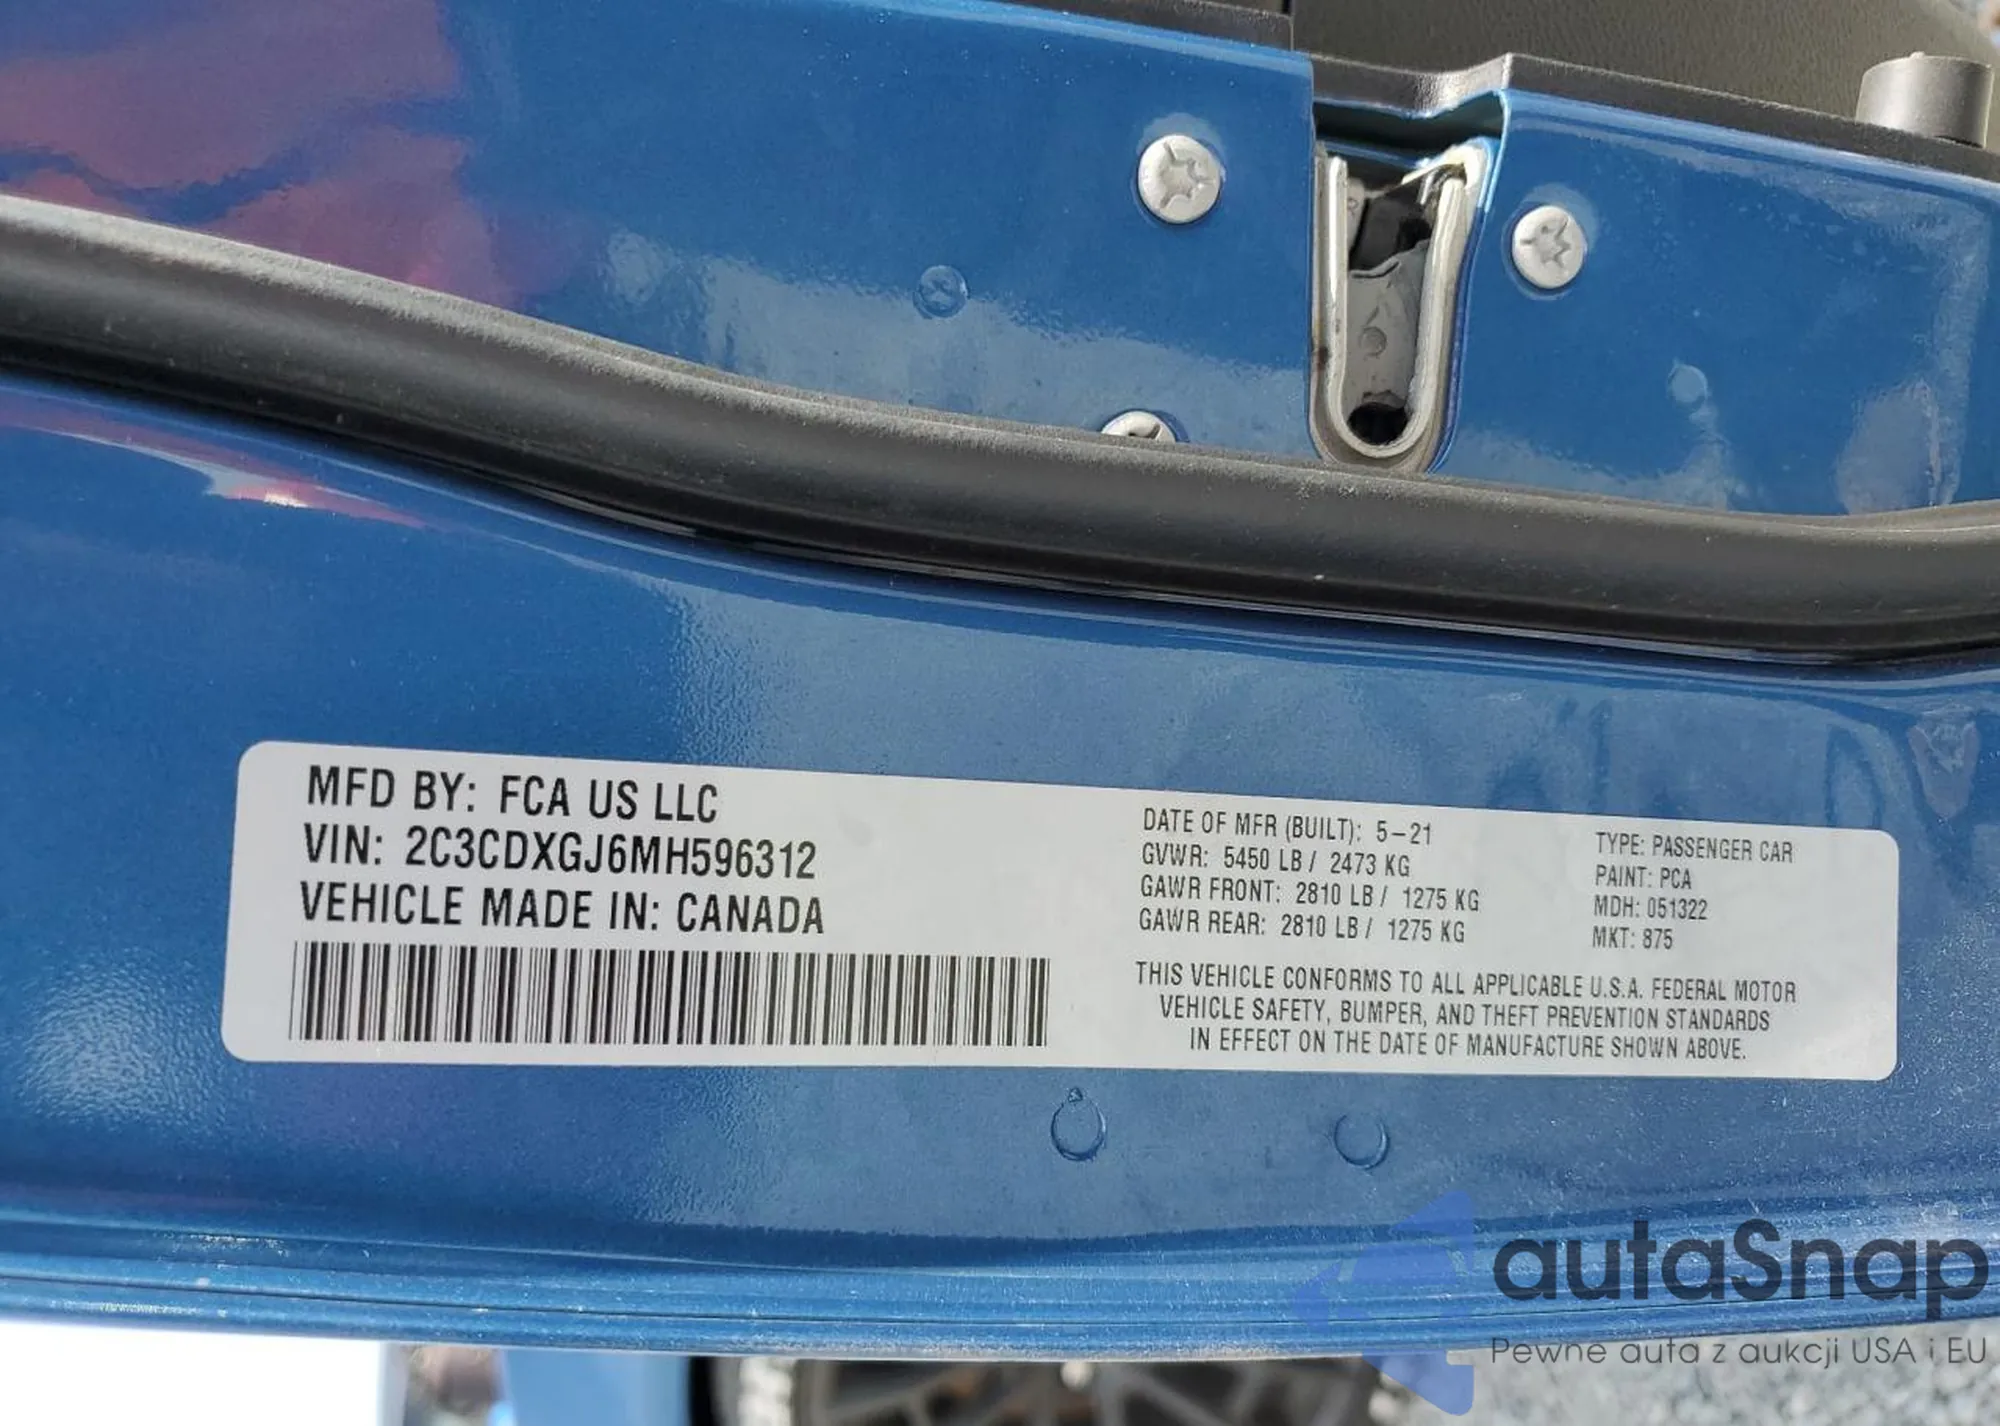 MFD BY: FCA US LLC
VIN: 2C3CDXGJ6MH596312
VEHICLE MADE IN: CANADA
DATE OF MFR (BUILT): 5-21
GVWR: 5450 LB / 2473 KG
GAWR FRONT: 2810 LB / 1275 KG
GAWR REAR: 2810 LB / 1275 KG
TYPE: PASSENGER CAR
PAINT: PCA
MDH: 051322
MKT: 875
THIS VEHICLE CONFORMS TO ALL APPLICABLE U.S.A. FEDERAL MOTOR
VEHICLE SAFETY, BUMPER, AND THEFT PREVENTION STANDARDS
IN EFFECT ON THE DATE OF MANUFACTURE SHOWN ABOVE.
autaSnap
Pewne auta z aukcji USA i EU